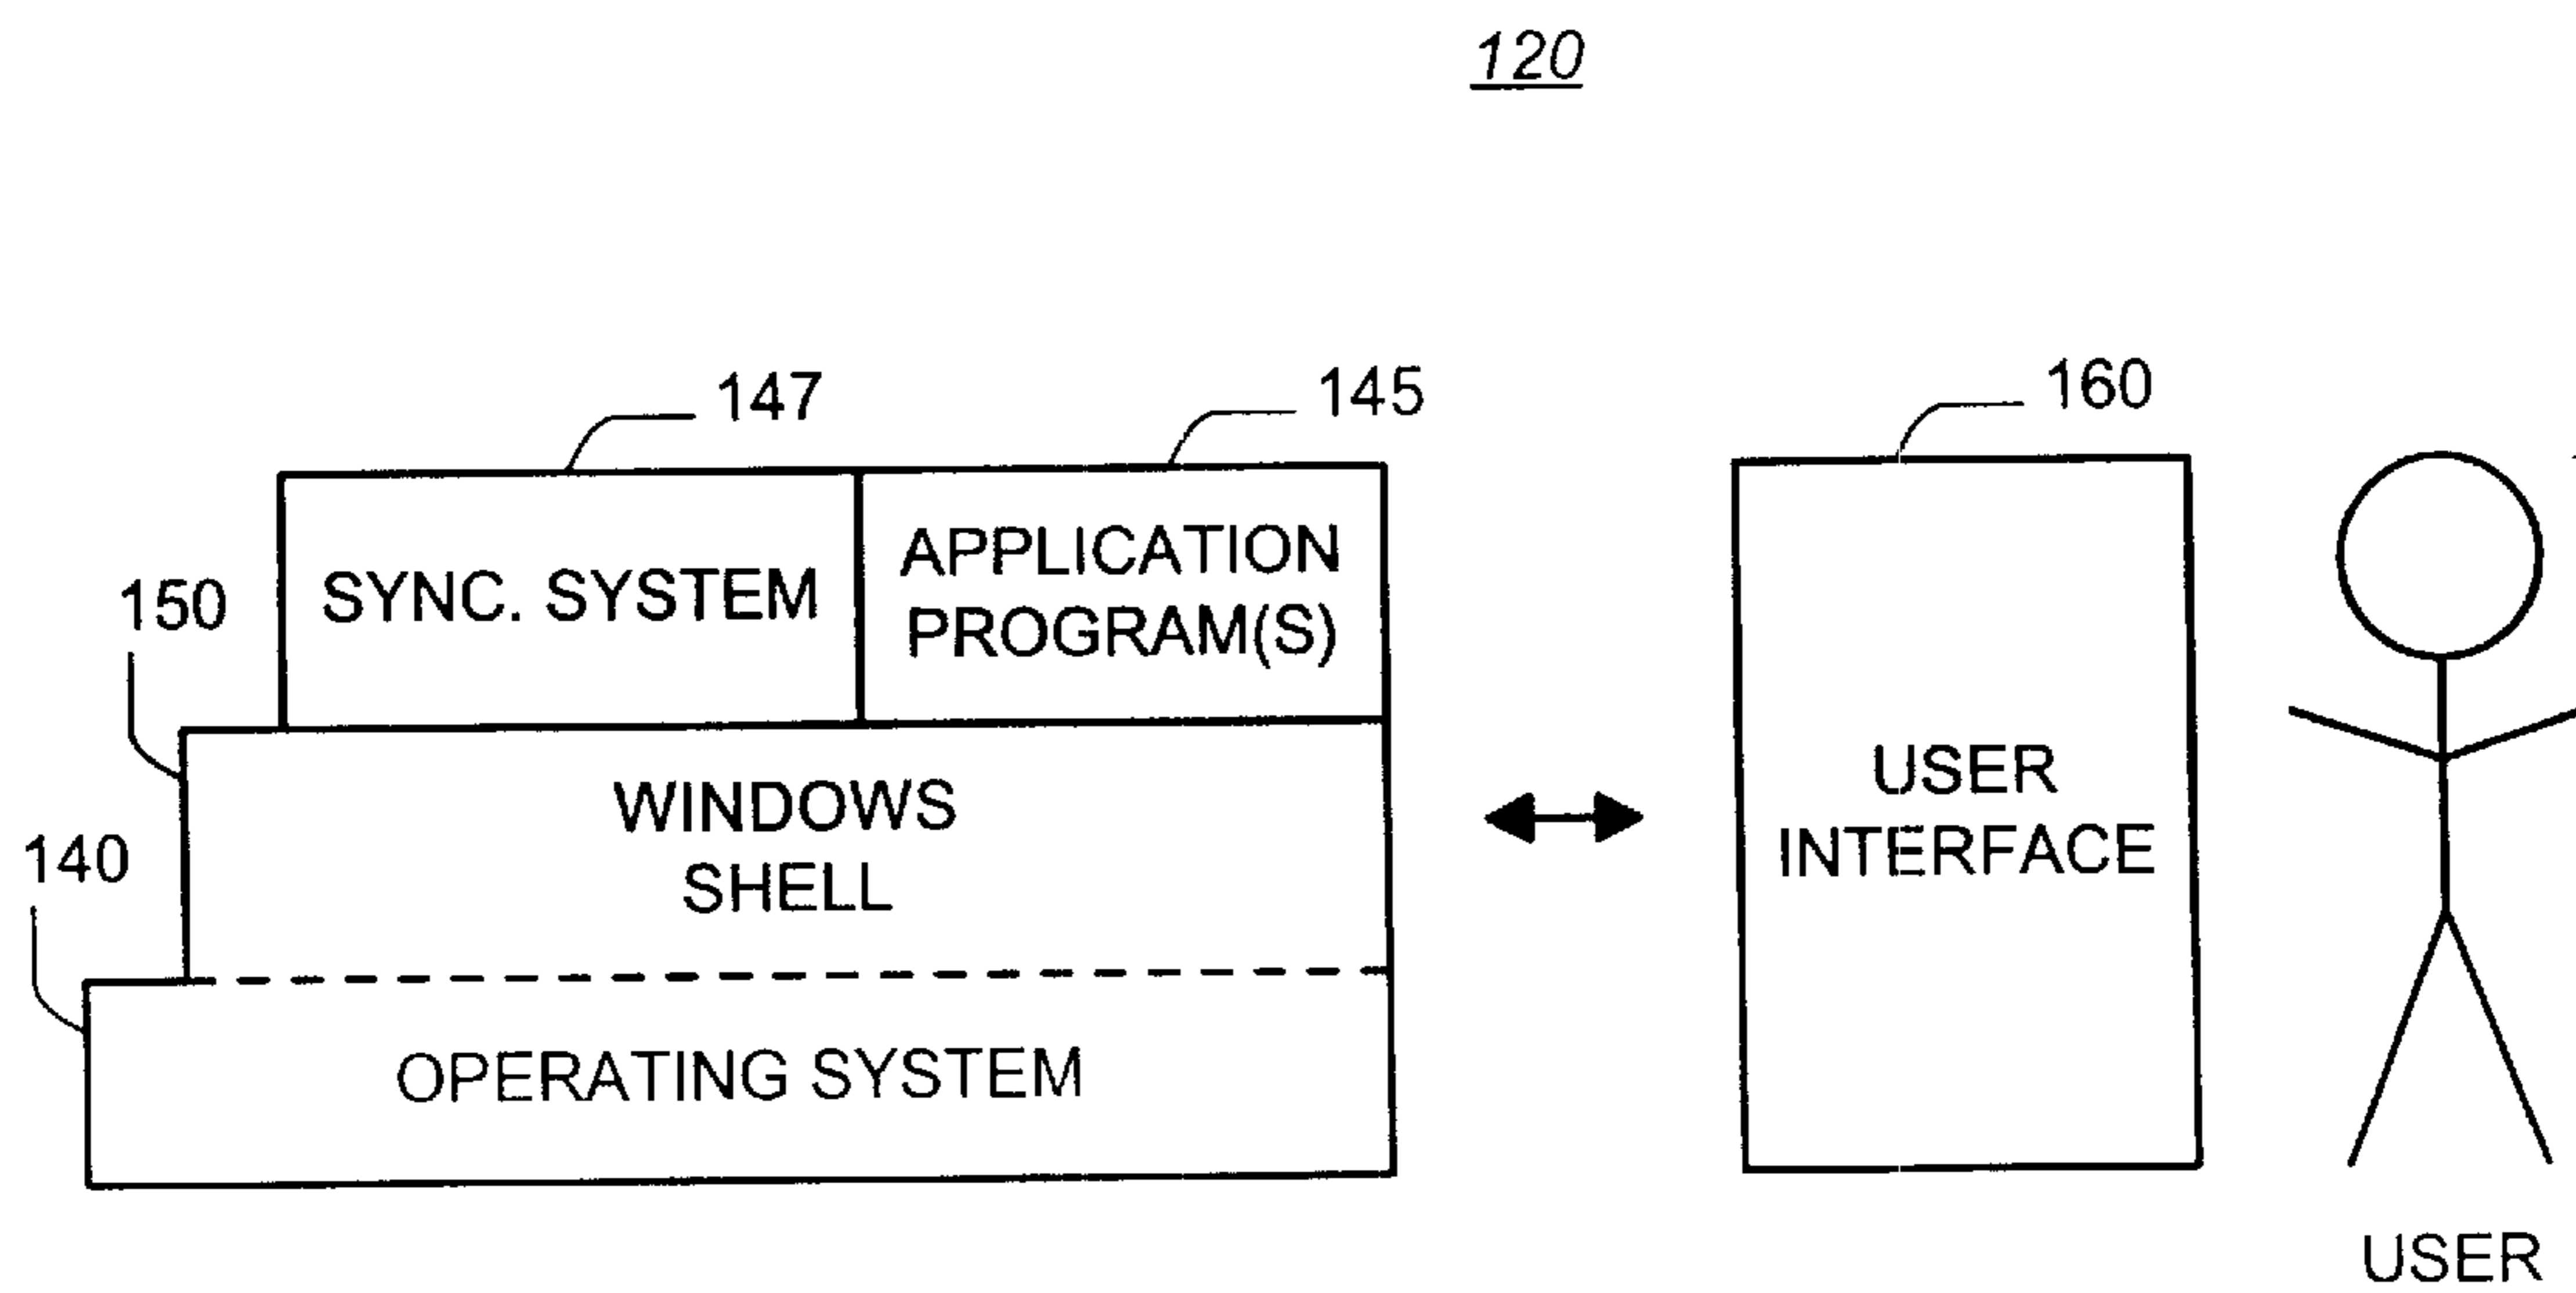 120
147
145
160
SYNC. SYSTEM
APPLICATION
PROGRAM(S)
150
WINDOWS
SHELL
USER
INTERFACE
140
OPERATING SYSTEM
USER